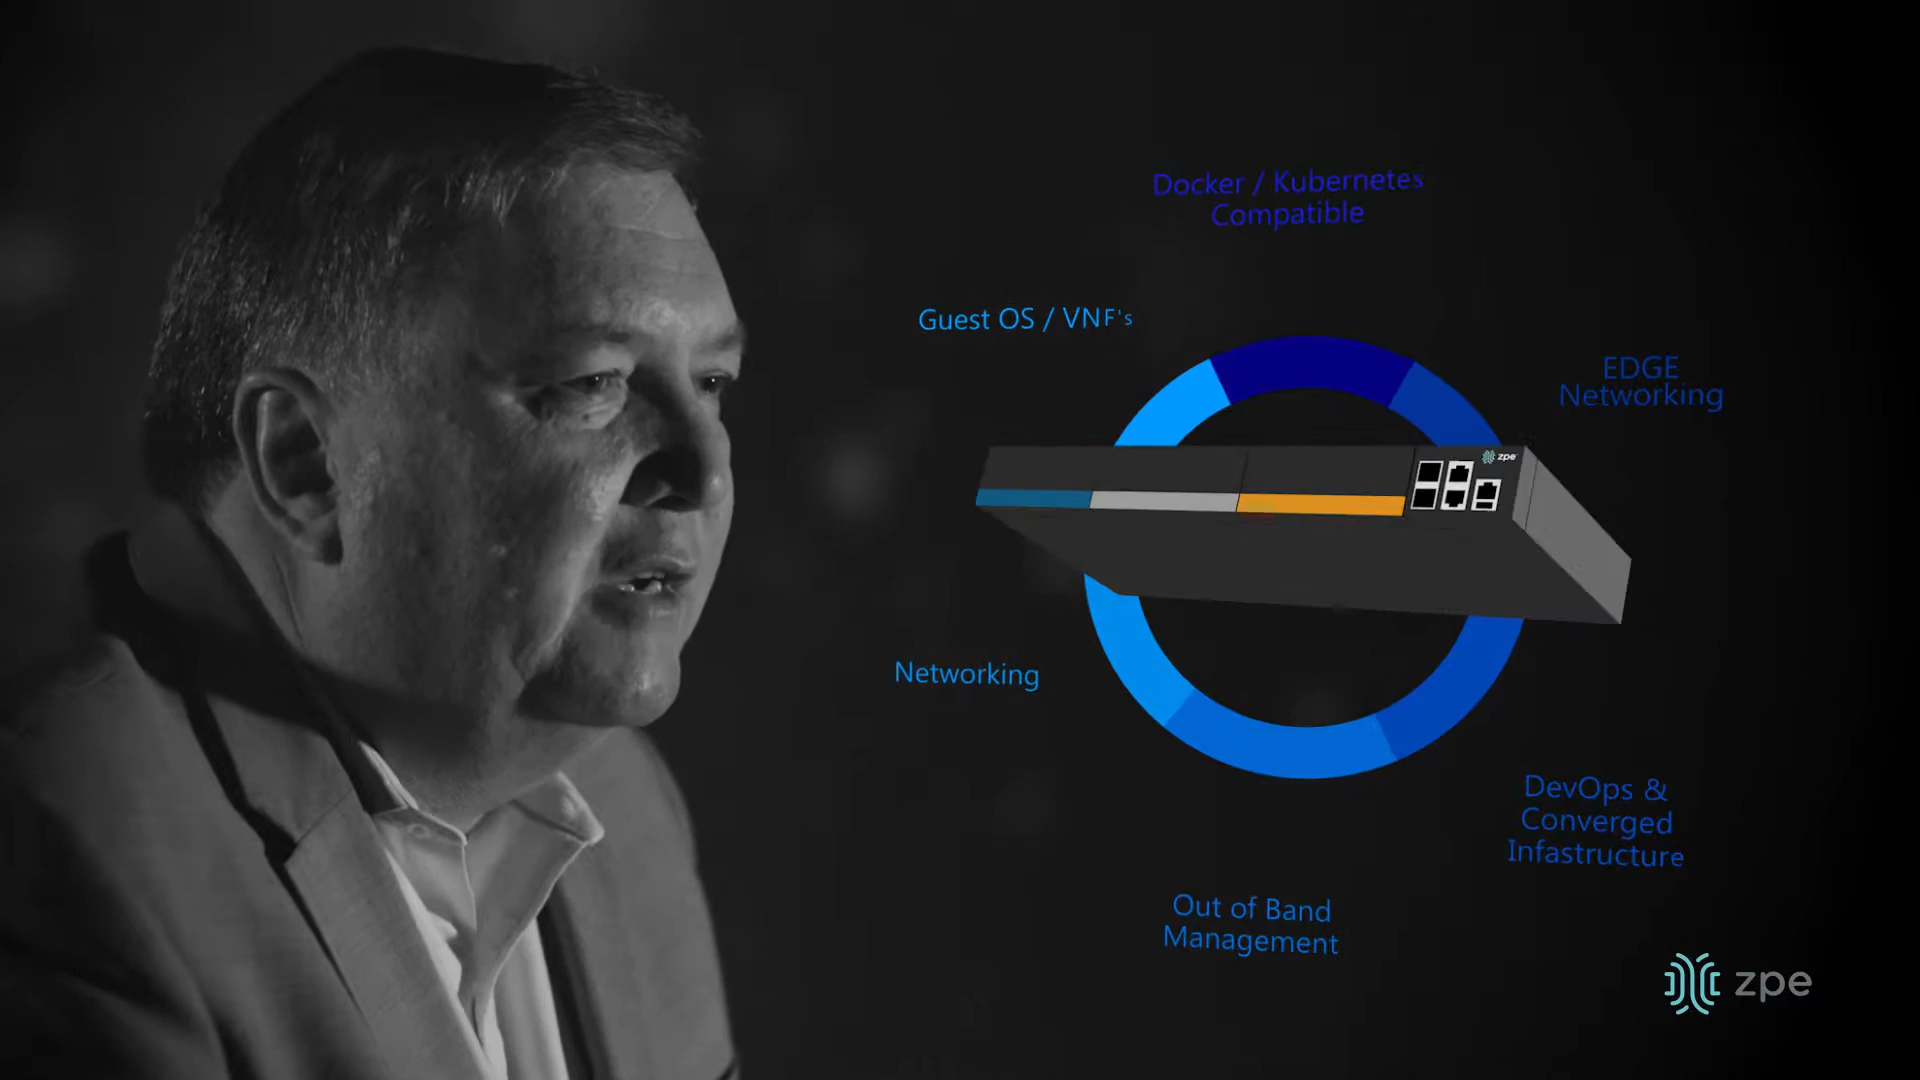 Docker / Kubernetes
Compatible
Guest OS / VNF's
EDGE
Networking
zpe
Networking
DevOps &
Converged
Infastructure
Out of Band
Management
zpe